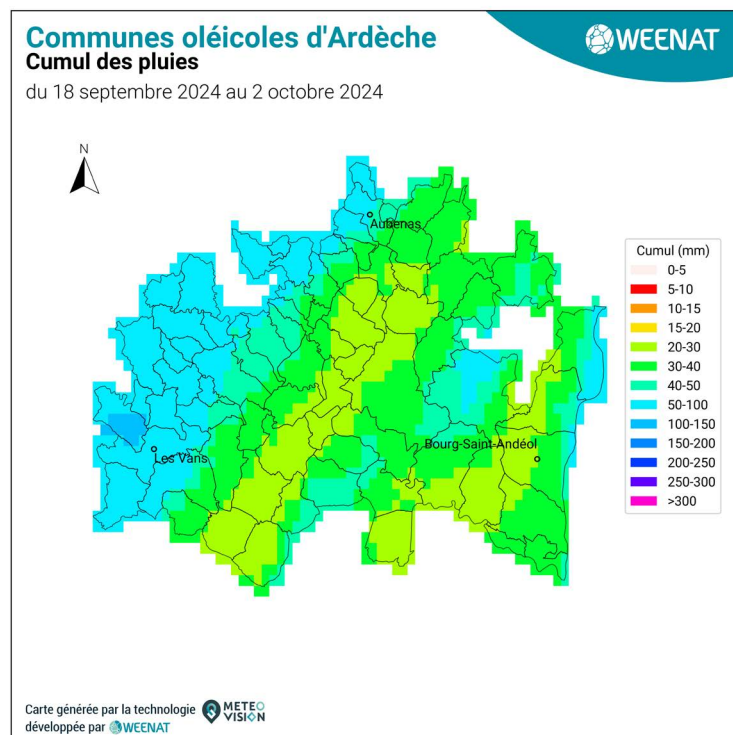 Communes oléicoles d'Ardèche
Cumul des pluies
du 18 septembre 2024 au 2 octobre 2024
WEENAT
N
Aubenas
Les Vans
Bourg-Saint-Andéol
Cumul (mm)
0-5
5-10
10-15
15-20
20-30
30-40
40-50
50-100
100-150
150-200
200-250
250-300
>300
Carte générée par la technologie METEO VISION
développée par WEENAT